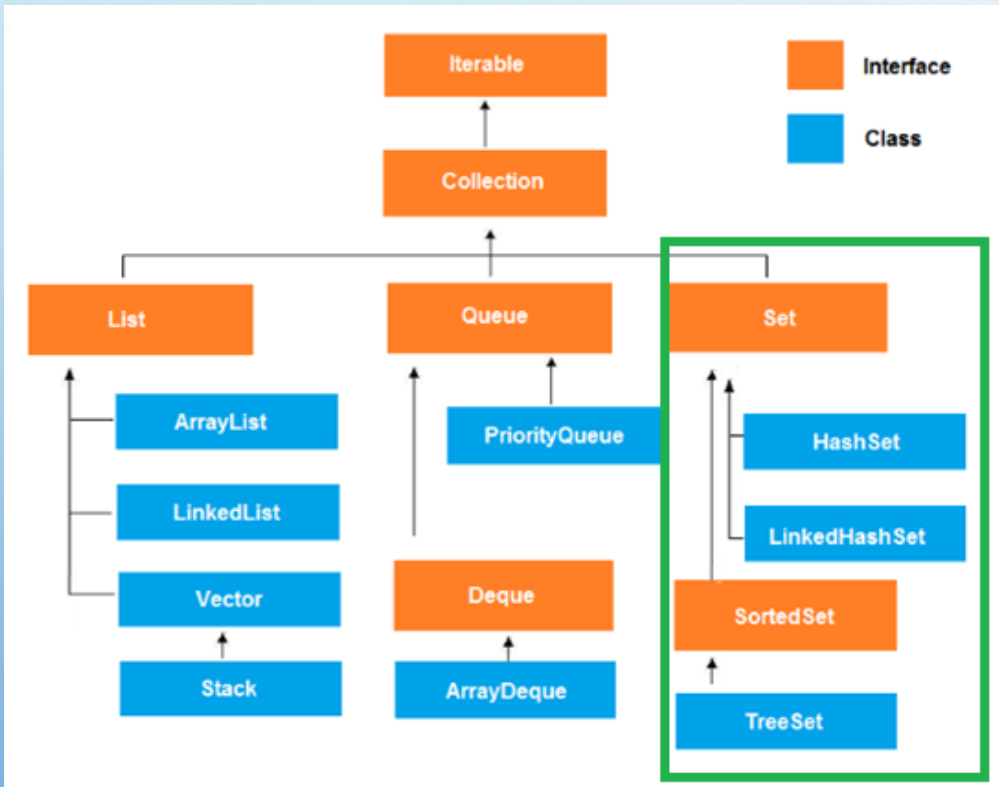 Iterable
Interface
Class
Collection
List
Queue
Set
ArrayList
PriorityQueue
HashSet
LinkedList
LinkedHashSet
Vector
Deque
SortedSet
Stack
ArrayDeque
TreeSet